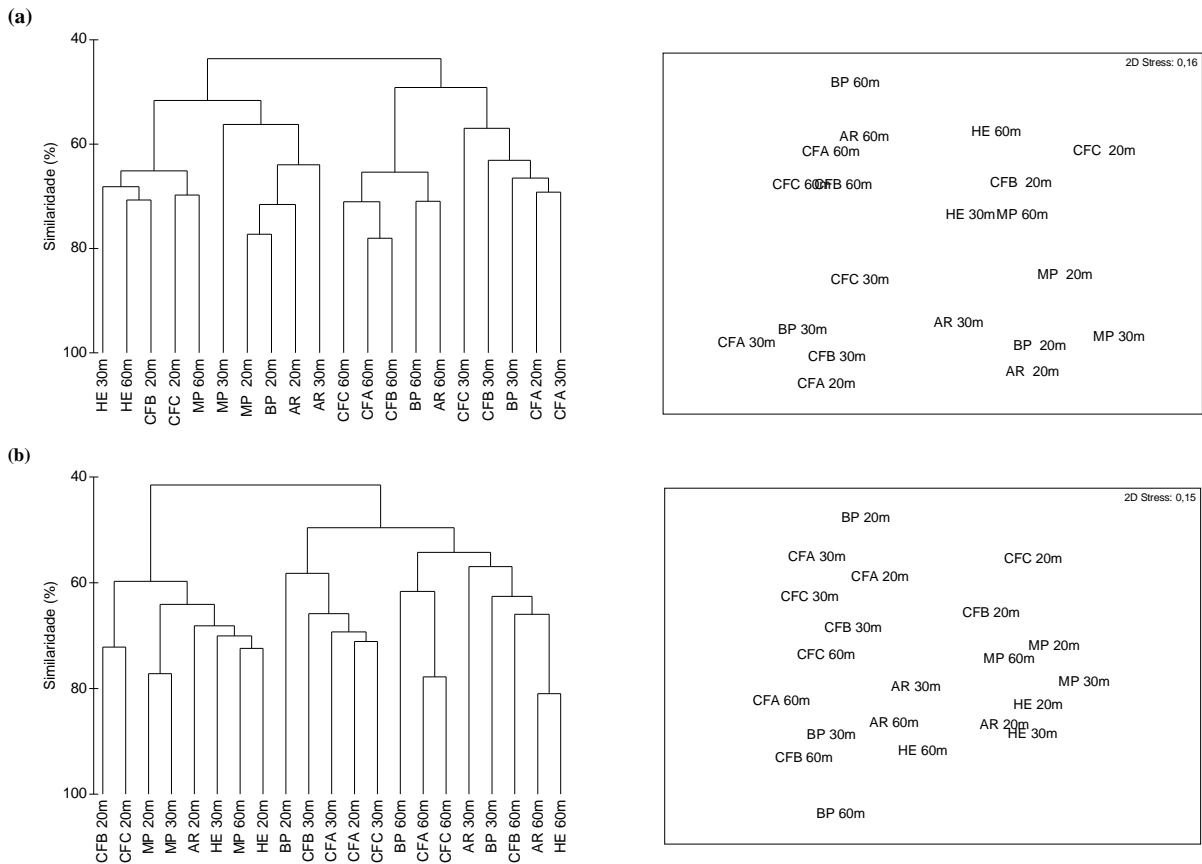 (a)
40
60
80
100
Similaridade (%)
HE 30m
HE 60m
CFB 20m
CFC 20m
MP 60m
MP 30m
MP 20m
BP 20m
AR 20m
AR 30m
CFC 60m
CFA 60m
CFB 60m
BP 60m
AR 60m
CFC 30m
CFB 30m
BP 30m
CFA 20m
CFA 30m
2D Stress: 0,16
BP 60m
AR 60m
HE 60m
CFA 60m
CFC 20m
CFC 60m
CFB 60m
CFB 20m
HE 30m
MP 60m
MP 20m
CFC 30m
AR 30m
BP 30m
MP 30m
CFA 30m
BP 20m
CFB 30m
AR 20m
CFA 20m
(b)
40
60
80
100
Similaridade (%)
CFB 20m
CFC 20m
MP 20m
MP 30m
AR 20m
HE 30m
MP 60m
HE 20m
BP 20m
CFB 30m
CFA 30m
CFA 20m
CFC 30m
BP 60m
CFA 60m
CFC 60m
AR 30m
BP 30m
CFB 60m
AR 60m
HE 60m
2D Stress: 0,15
BP 20m
CFA 30m
CFC 20m
CFA 20m
CFC 30m
CFB 20m
CFB 30m
MP 20m
CFC 60m
MP 60m
AR 30m
MP 30m
CFA 60m
HE 20m
AR 60m
AR 20m
BP 30m
HE 30m
HE 60m
CFB 60m
BP 60m